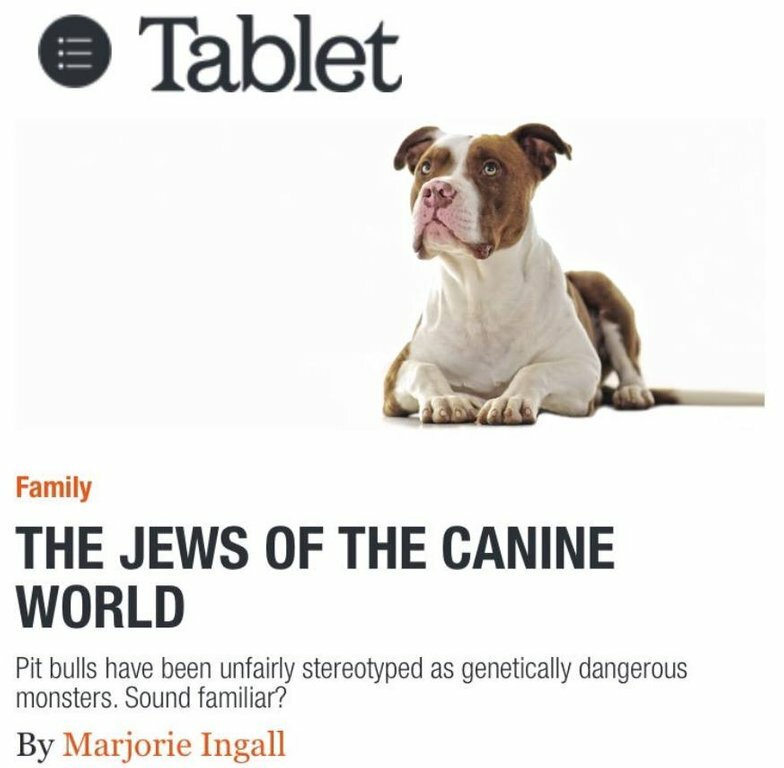 Tablet
Family
THE JEWS OF THE CANINE
WORLD
Pit bulls have been unfairly stereotyped as genetically dangerous
monsters. Sound familiar?
By Marjorie Ingall